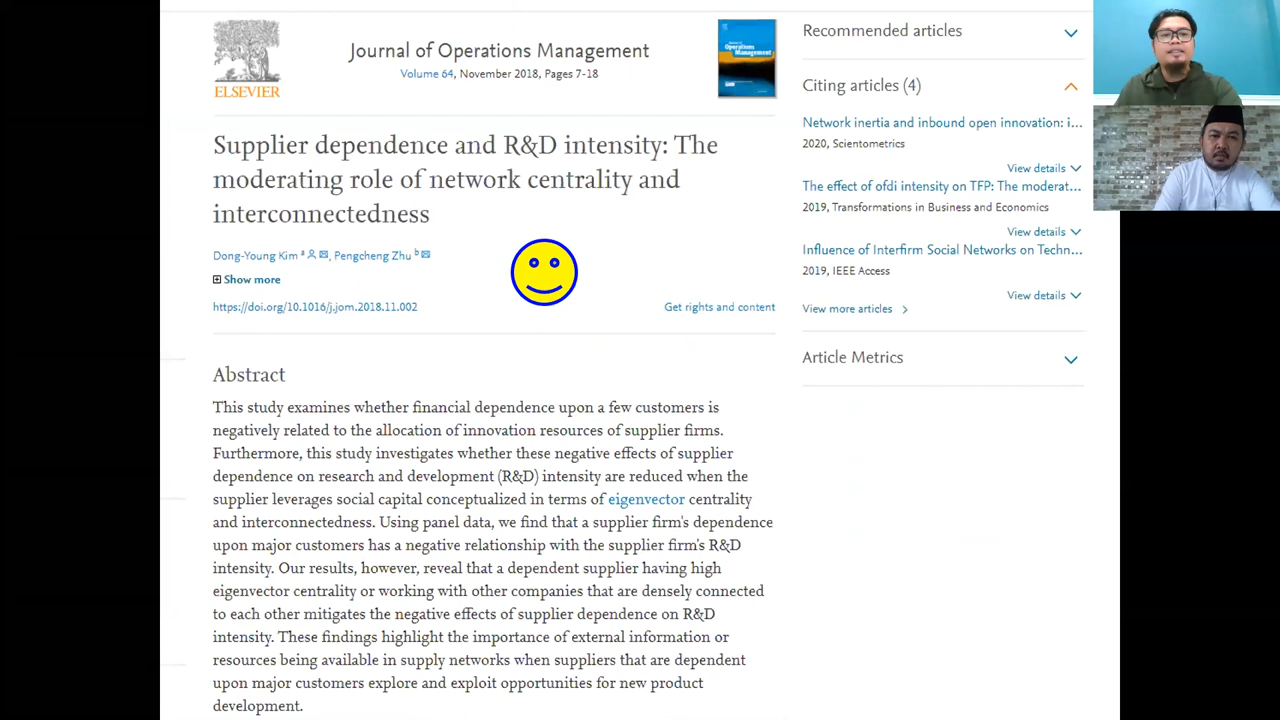 ELSEVIER
Journal of Operations Management
Volume 64, November 2018, Pages 7-18
Operations
Management
Supplier dependence and R&D intensity: The
moderating role of network centrality and
interconnectedness
Dong-Young Kim a, Pengcheng Zhu b
Show more
https://doi.org/10.1016/j.jom.2018.11.002
Get rights and content
Abstract
This study examines whether financial dependence upon a few customers is
negatively related to the allocation of innovation resources of supplier firms.
Furthermore, this study investigates whether these negative effects of supplier
dependence on research and development (R&D) intensity are reduced when the
supplier leverages social capital conceptualized in terms of eigenvector centrality
and interconnectedness. Using panel data, we find that a supplier firm's dependence
upon major customers has a negative relationship with the supplier firm's R&D
intensity. Our results, however, reveal that a dependent supplier having high
eigenvector centrality or working with other companies that are densely connected
to each other mitigates the negative effects of supplier dependence on R&D
intensity. These findings highlight the importance of external information or
resources being available in supply networks when suppliers that are dependent
upon major customers explore and exploit opportunities for new product
development.
Recommended articles
Citing articles (4)
Network inertia and inbound open innovation: i...
2020, Scientometrics
View details
The effect of ofdi intensity on TFP: The moderat...
2019, Transformations in Business and Economics
View details
Influence of Interfirm Social Networks on Techn...
2019, IEEE Access
View details
View more articles
Article Metrics